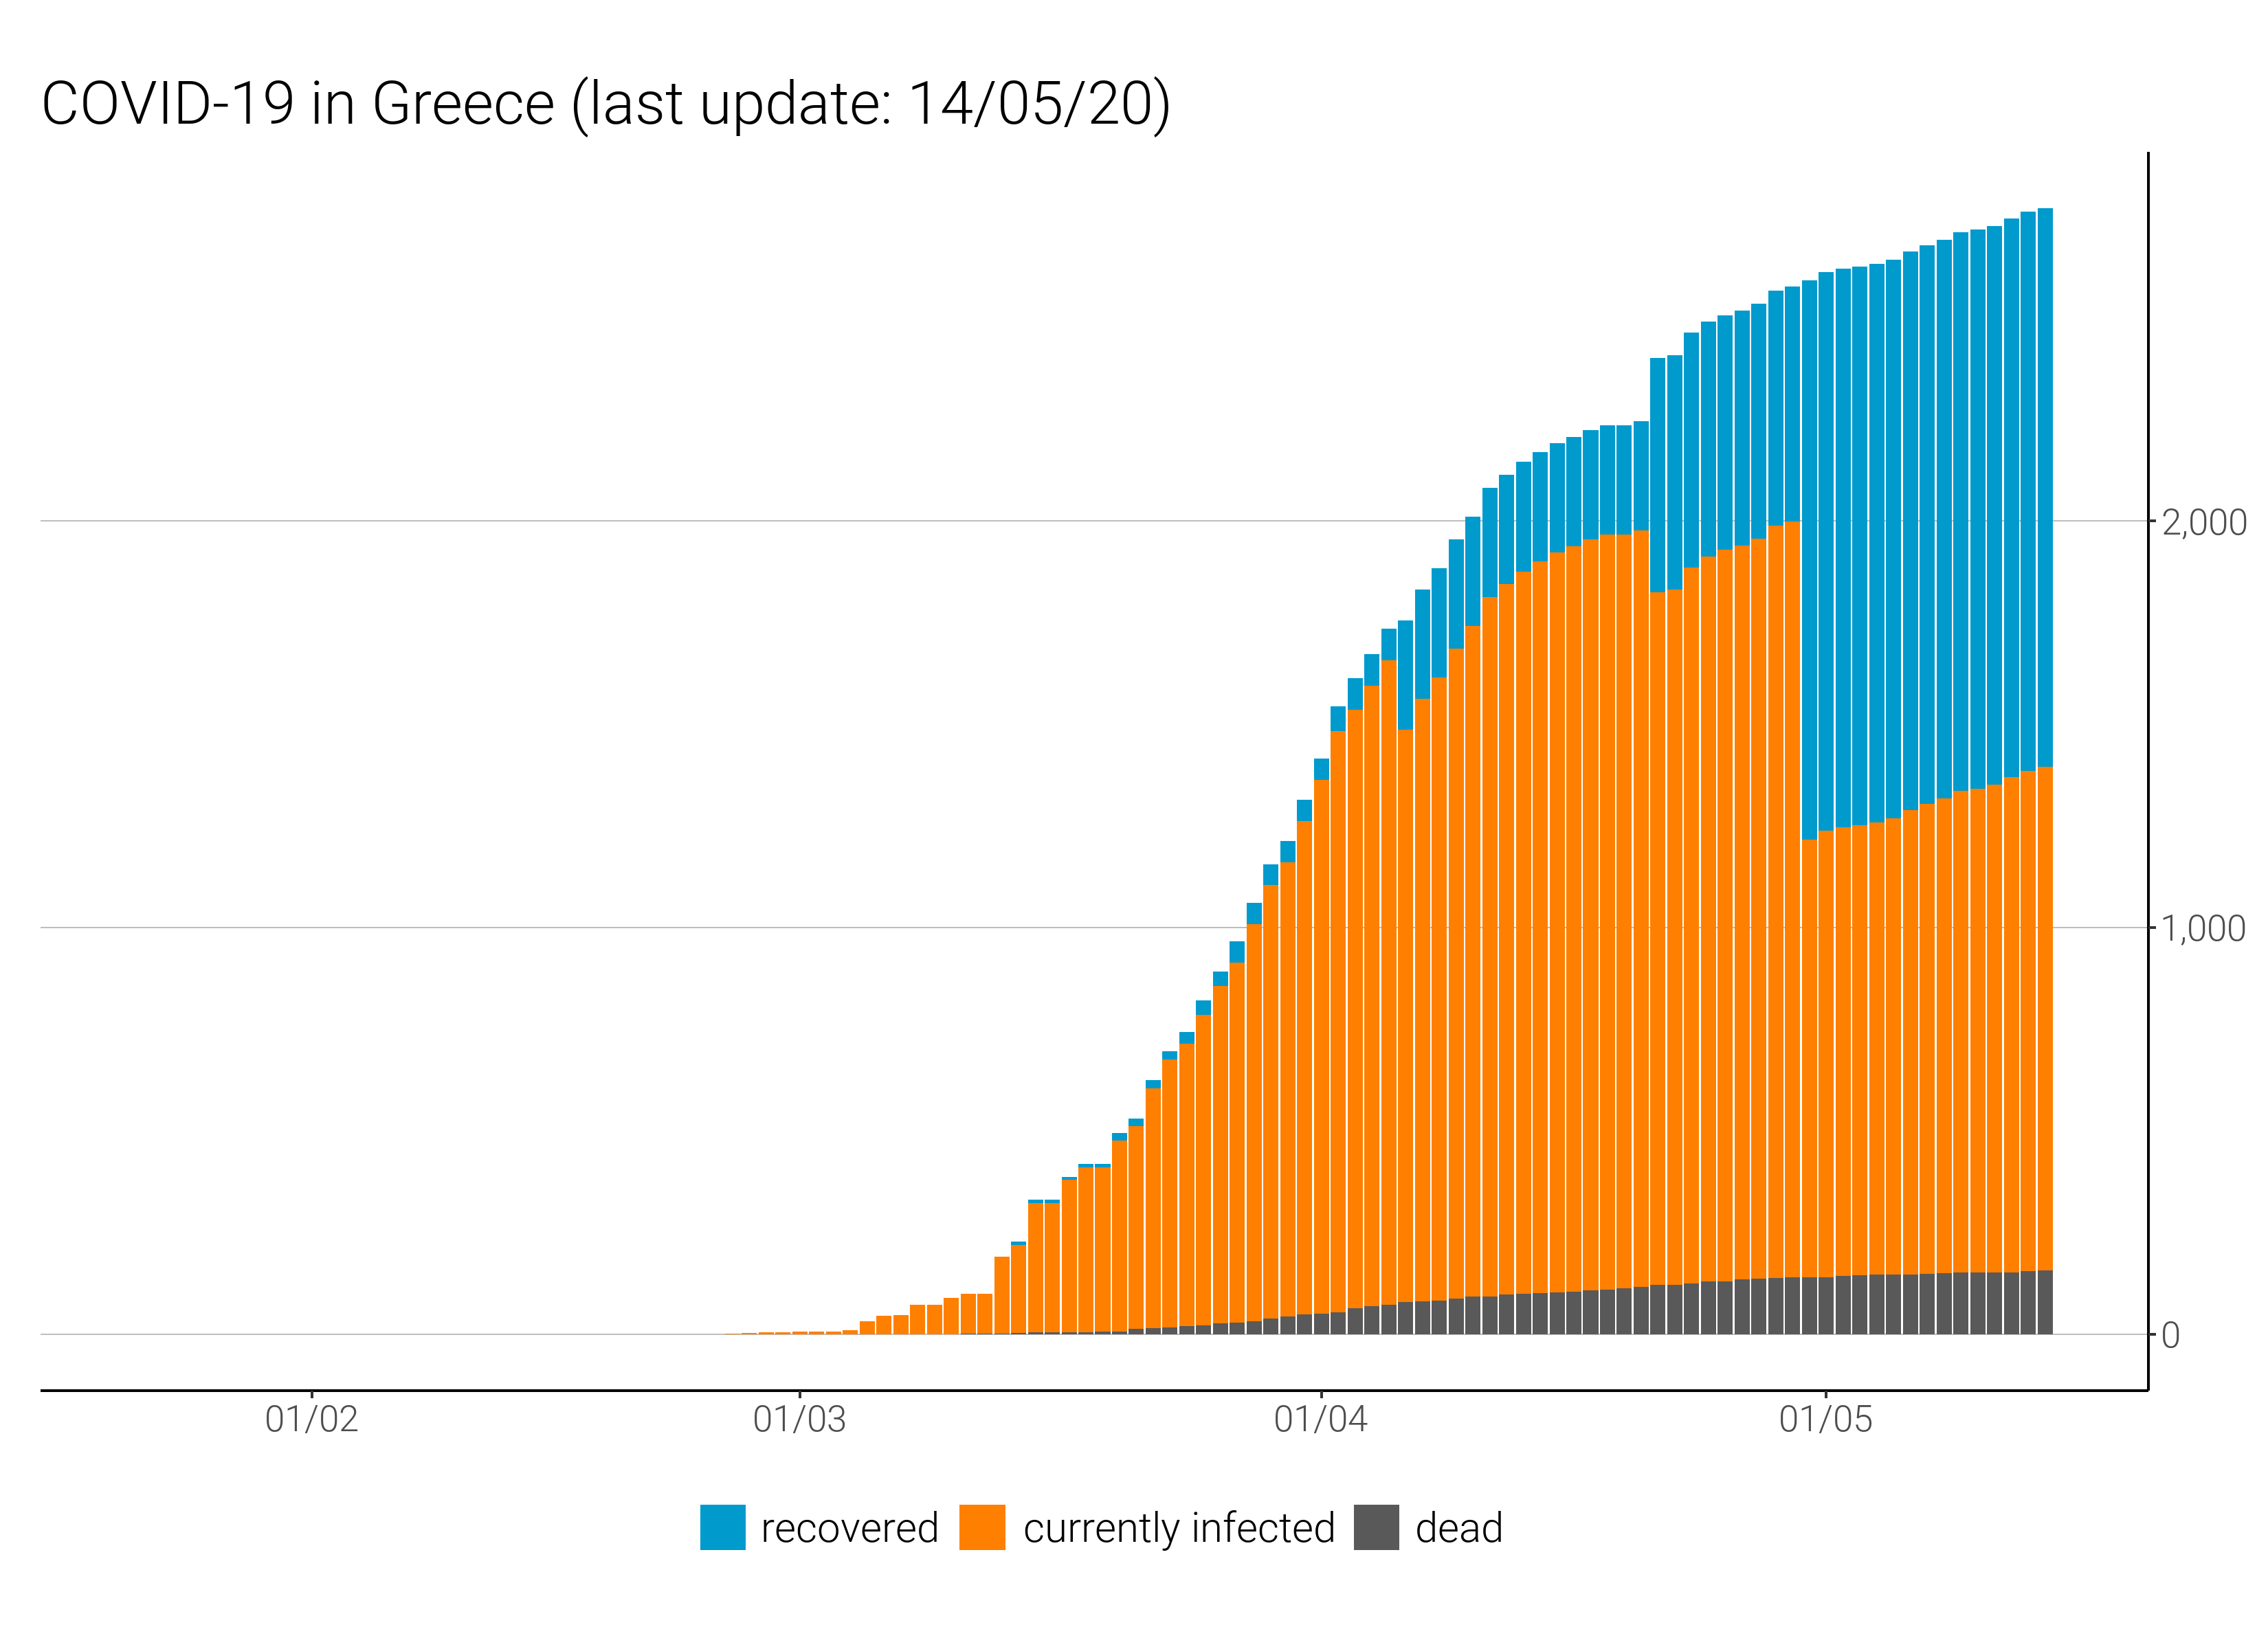 COVID-19 in Greece (last update: 14/05/20)
2,000
1,000
0
01/02 01/03 01/04 01/05
recovered currently infected dead